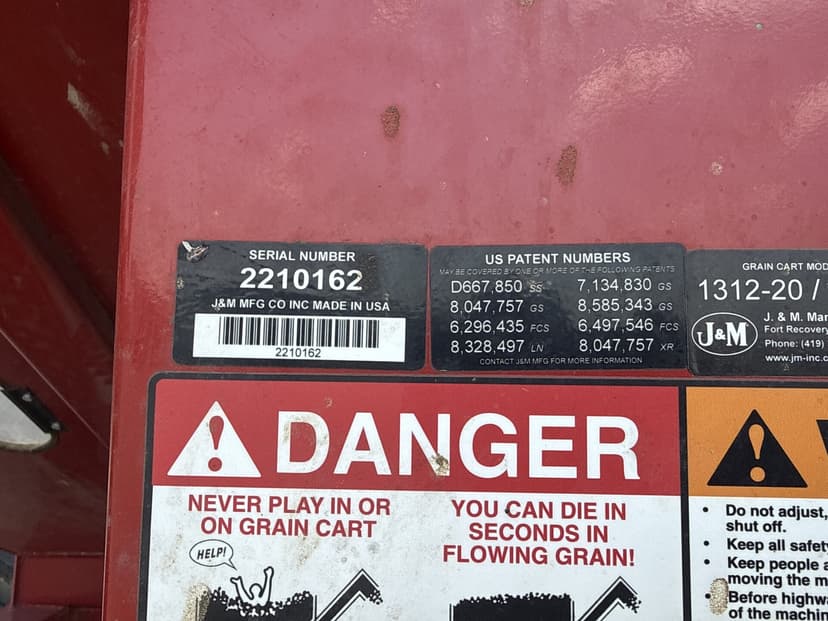 SERIAL NUMBER
2210162
J&M MFG CO INC MADE IN USA
2210162
US PATENT NUMBERS
MAY BE COVERED BY ONE OR MORE OF THE FOLLOWING PATENTS
D667,850 SS 7,134,830 GS
8,047,757 GS 8,585,343 GS
6,296,435 FCS 6,497,546 FCS
8,328,497 LN 8,047,757 XR
CONTACT J&M MFG FOR MORE INFORMATION
GRAIN CART MOD
1312-20 /
J&M
J. & M. Man
Fort Recovery
Phone: (419)
www.jm-inc.c
DANGER
NEVER PLAY IN OR
ON GRAIN CART
HELP!
YOU CAN DIE IN
SECONDS IN
FLOWING GRAIN!
• Do not adjust,
shut off.
• Keep all safet
• Keep people a
moving the m
• Before highw
of the machin